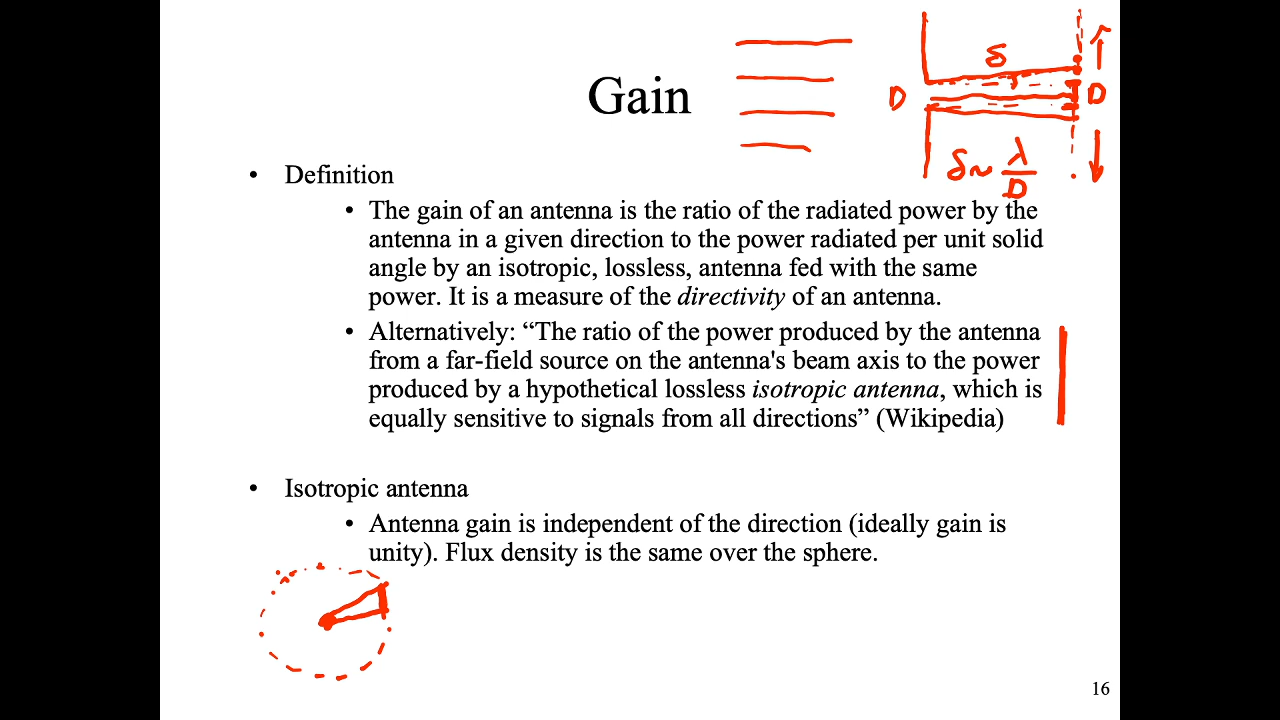 Gain
δ
D
D
δ~ λ/D
• Definition
• The gain of an antenna is the ratio of the radiated power by the
antenna in a given direction to the power radiated per unit solid
angle by an isotropic, lossless, antenna fed with the same
power. It is a measure of the directivity of an antenna.
• Alternatively: “The ratio of the power produced by the antenna
from a far-field source on the antenna's beam axis to the power
produced by a hypothetical lossless isotropic antenna, which is
equally sensitive to signals from all directions” (Wikipedia)
• Isotropic antenna
• Antenna gain is independent of the direction (ideally gain is
unity). Flux density is the same over the sphere.
16